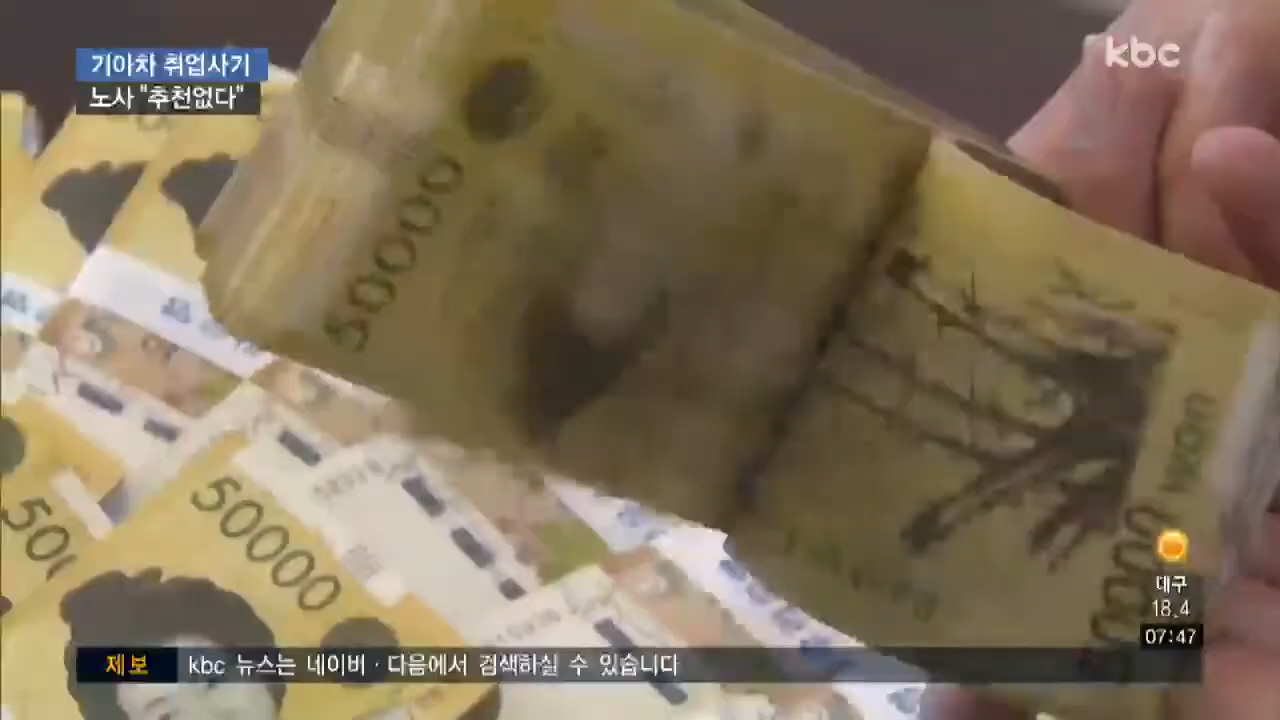 기아차 취업사기
노사 "추천없다"
kbc
50000
50000
대구
18.4
07:47
제보 kbc 뉴스는 네이버·다음에서 검색하실 수 있습니다